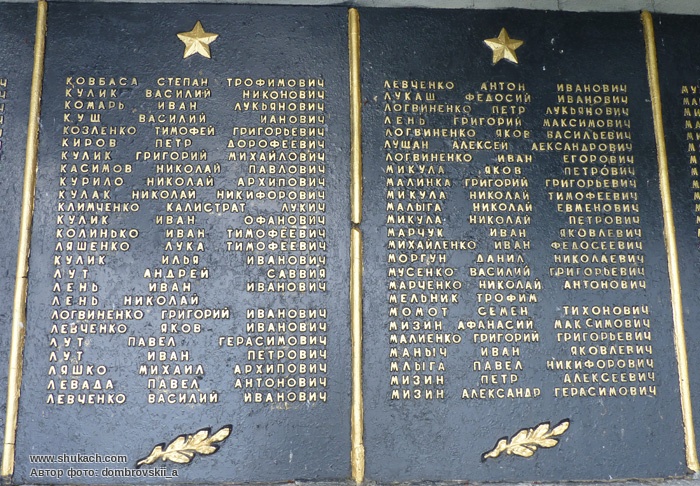 КОВБАСА СТЕПАН ТРОФИМОВИЧ
КУЛИК ВАСИЛИЙ НИКОНОВИЧ
КОМАРЬ ИВАН ЛУКЬЯНОВИЧ
КУЩ ВАСИЛИЙ ИАНОВИЧ
КОЗЛЕНКО ТИМОФЕЙ ГРИГОРЬЕВИЧ
КИРОВ ПЕТР ДОРОФЕЕВИЧ
КУЛИК ГРИГОРИЙ МИХАЙЛОВИЧ
КАСИМОВ НИКОЛАЙ ПАВЛОВИЧ
КУРИЛО НИКОЛАЙ АРХИПОВИЧ
КУЛАК НИКОЛАЙ НИКИФОРОВИЧ
КЛИМЧЕНКО КАЛИСТРАТ ЛУКИЧ
КУЛИК ИВАН ОФАНОВИЧ
КОЛИНЬКО ИВАН ТИМОФЕЕВИЧ
ЛЯШЕНКО ЛУКА ТИМОФЕЕВИЧ
КУЛИК ИЛЬЯ ИВАНОВИЧ
ЛУТ АНДРЕЙ САВВИЯ
ЛЕНЬ ИВАН ИВАНОВИЧ
ЛЕНЬ НИКОЛАЙ
ЛОГВИНЕНКО ГРИГОРИЙ ИВАНОВИЧ
ЛЕВЧЕНКО ЯКОВ ИВАНОВИЧ
ЛУТ ПАВЕЛ ГЕРАСИМОВИЧ
ЛУТ ИВАН ПЕТРОВИЧ
ЛЯШКО МИХАИЛ АРХИПОВИЧ
ЛЕВАДА ПАВЕЛ АНТОНОВИЧ
ЛЕВЧЕНКО ВАСИЛИЙ ИВАНОВИЧ
ЛЕВЧЕНКО АНТОН ИВАНОВИЧ
ЛУКАШ ФЕДОСИЙ ИВАНОВИЧ
ЛОГВИНЕНКО ПЕТР ЛУКЬЯНОВИЧ
ЛЕНЬ ГРИГОРИЙ МАКСИМОВИЧ
ЛОГВИНЕНКО ЯКОВ ВАСИЛЬЕВИЧ
ЛУЩАН АЛЕКСЕЙ АЛЕКСАНДРОВИЧ
ЛОГВИНЕНКО ИВАН ЕГОРОВИЧ
МИКУЛА ЯКОВ ПЕТРОВИЧ
МАЛИНКА ГРИГОРИЙ ГРИГОРЬЕВИЧ
МИКУЛА НИКОЛАЙ ТИМОФЕЕВИЧ
МАЛЫГА НИКОЛАЙ ЕВМЕНОВИЧ
МИКУЛА НИКОЛАЙ ПЕТРОВИЧ
МАРЧУК ИВАН ЯКОВЛЕВИЧ
МИХАИЛЕНКО ИВАН ФЕДОСЕЕВИЧ
МОРГУН ДАНИЛ НИКОЛАЕВИЧ
МУСЕНКО ВАСИЛИЙ ГРИГОРЬЕВИЧ
МАРЧЕНКО НИКОЛАЙ АНТОНОВИЧ
МЕЛЬНИК ТРОФИМ
МОМОТ СЕМЕН ТИХОНОВИЧ
МИЗИН АФАНАСИЙ МАКСИМОВИЧ
МАЛИЕНКО ГРИГОРИЙ ГРИГОРЬЕВИЧ
МАНЫЧ ИВАН ЯКОВЛЕВИЧ
МАЛЫГА ПАВЕЛ НИКИФОРОВИЧ
МИЗИН ПЕТР АЛЕКСЕЕВИЧ
МИЗИН АЛЕКСАНДР ГЕРАСИМОВИЧ
www.shukach.com
Автор фото: dombrovskii_a